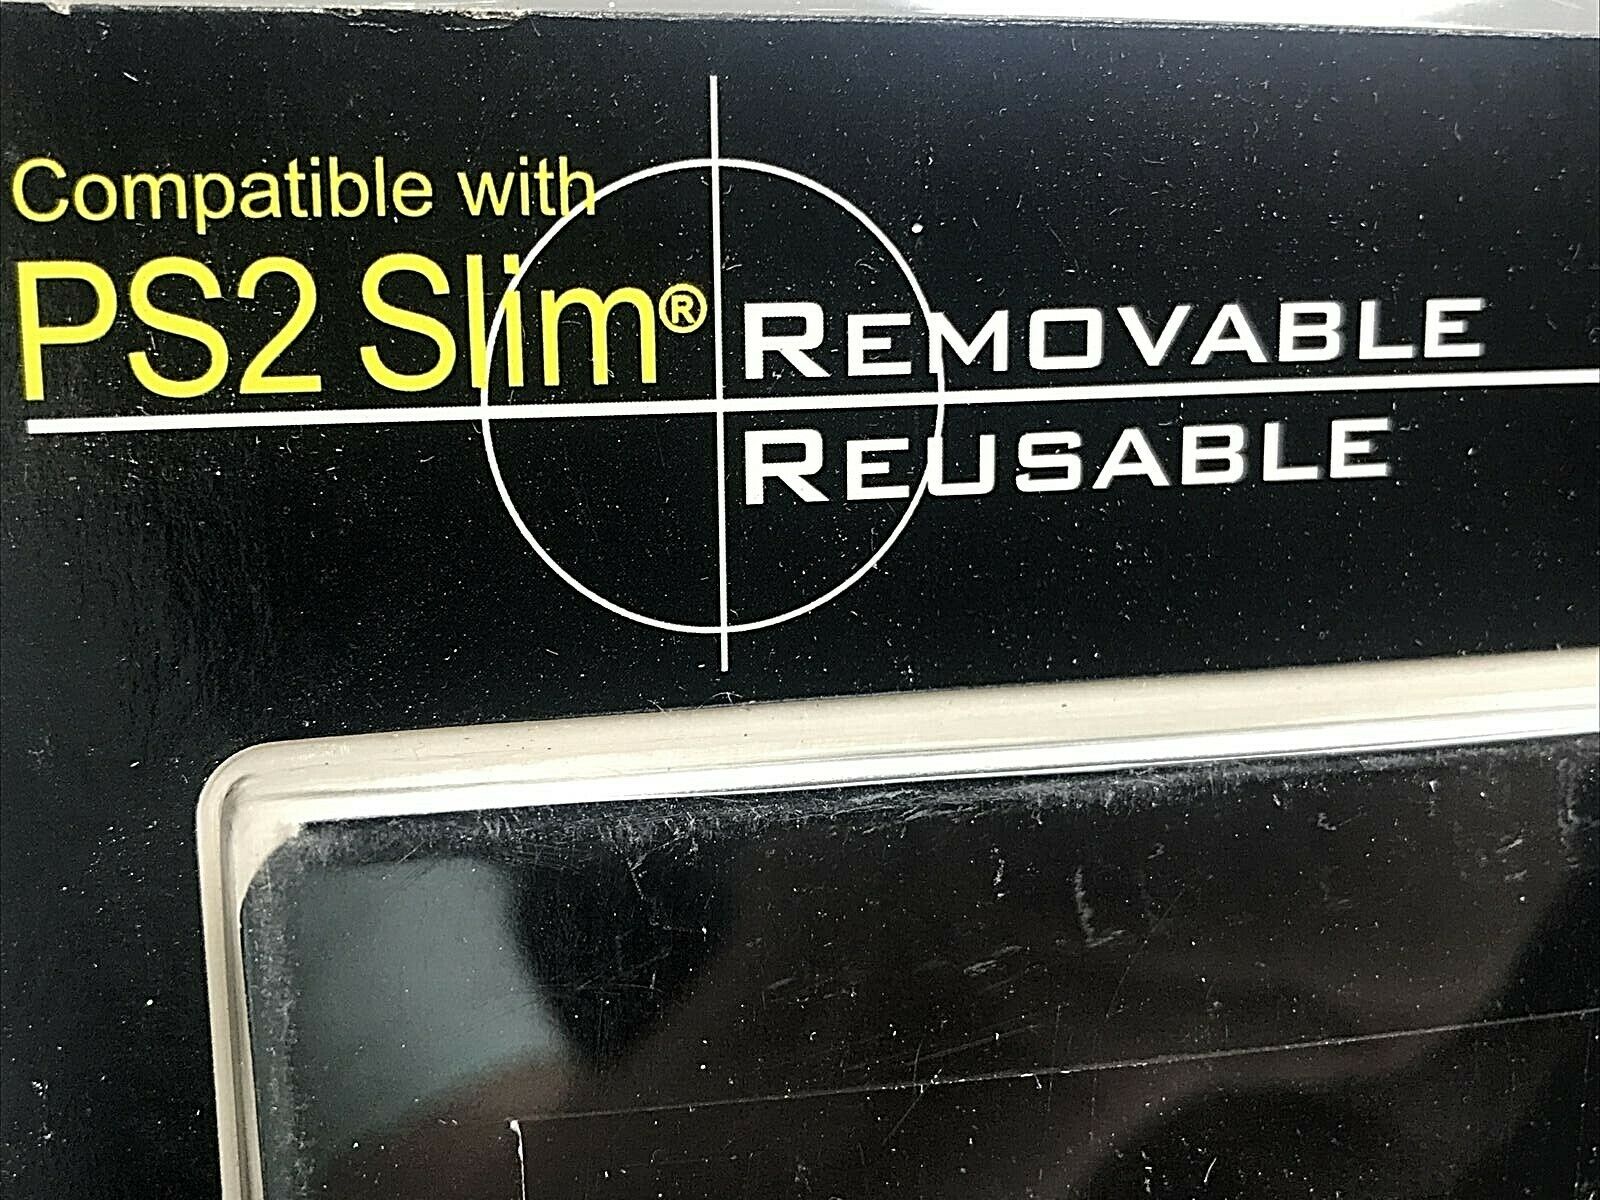 Compatible with
PS2 Slim®
REMOVABLE
REUSABLE